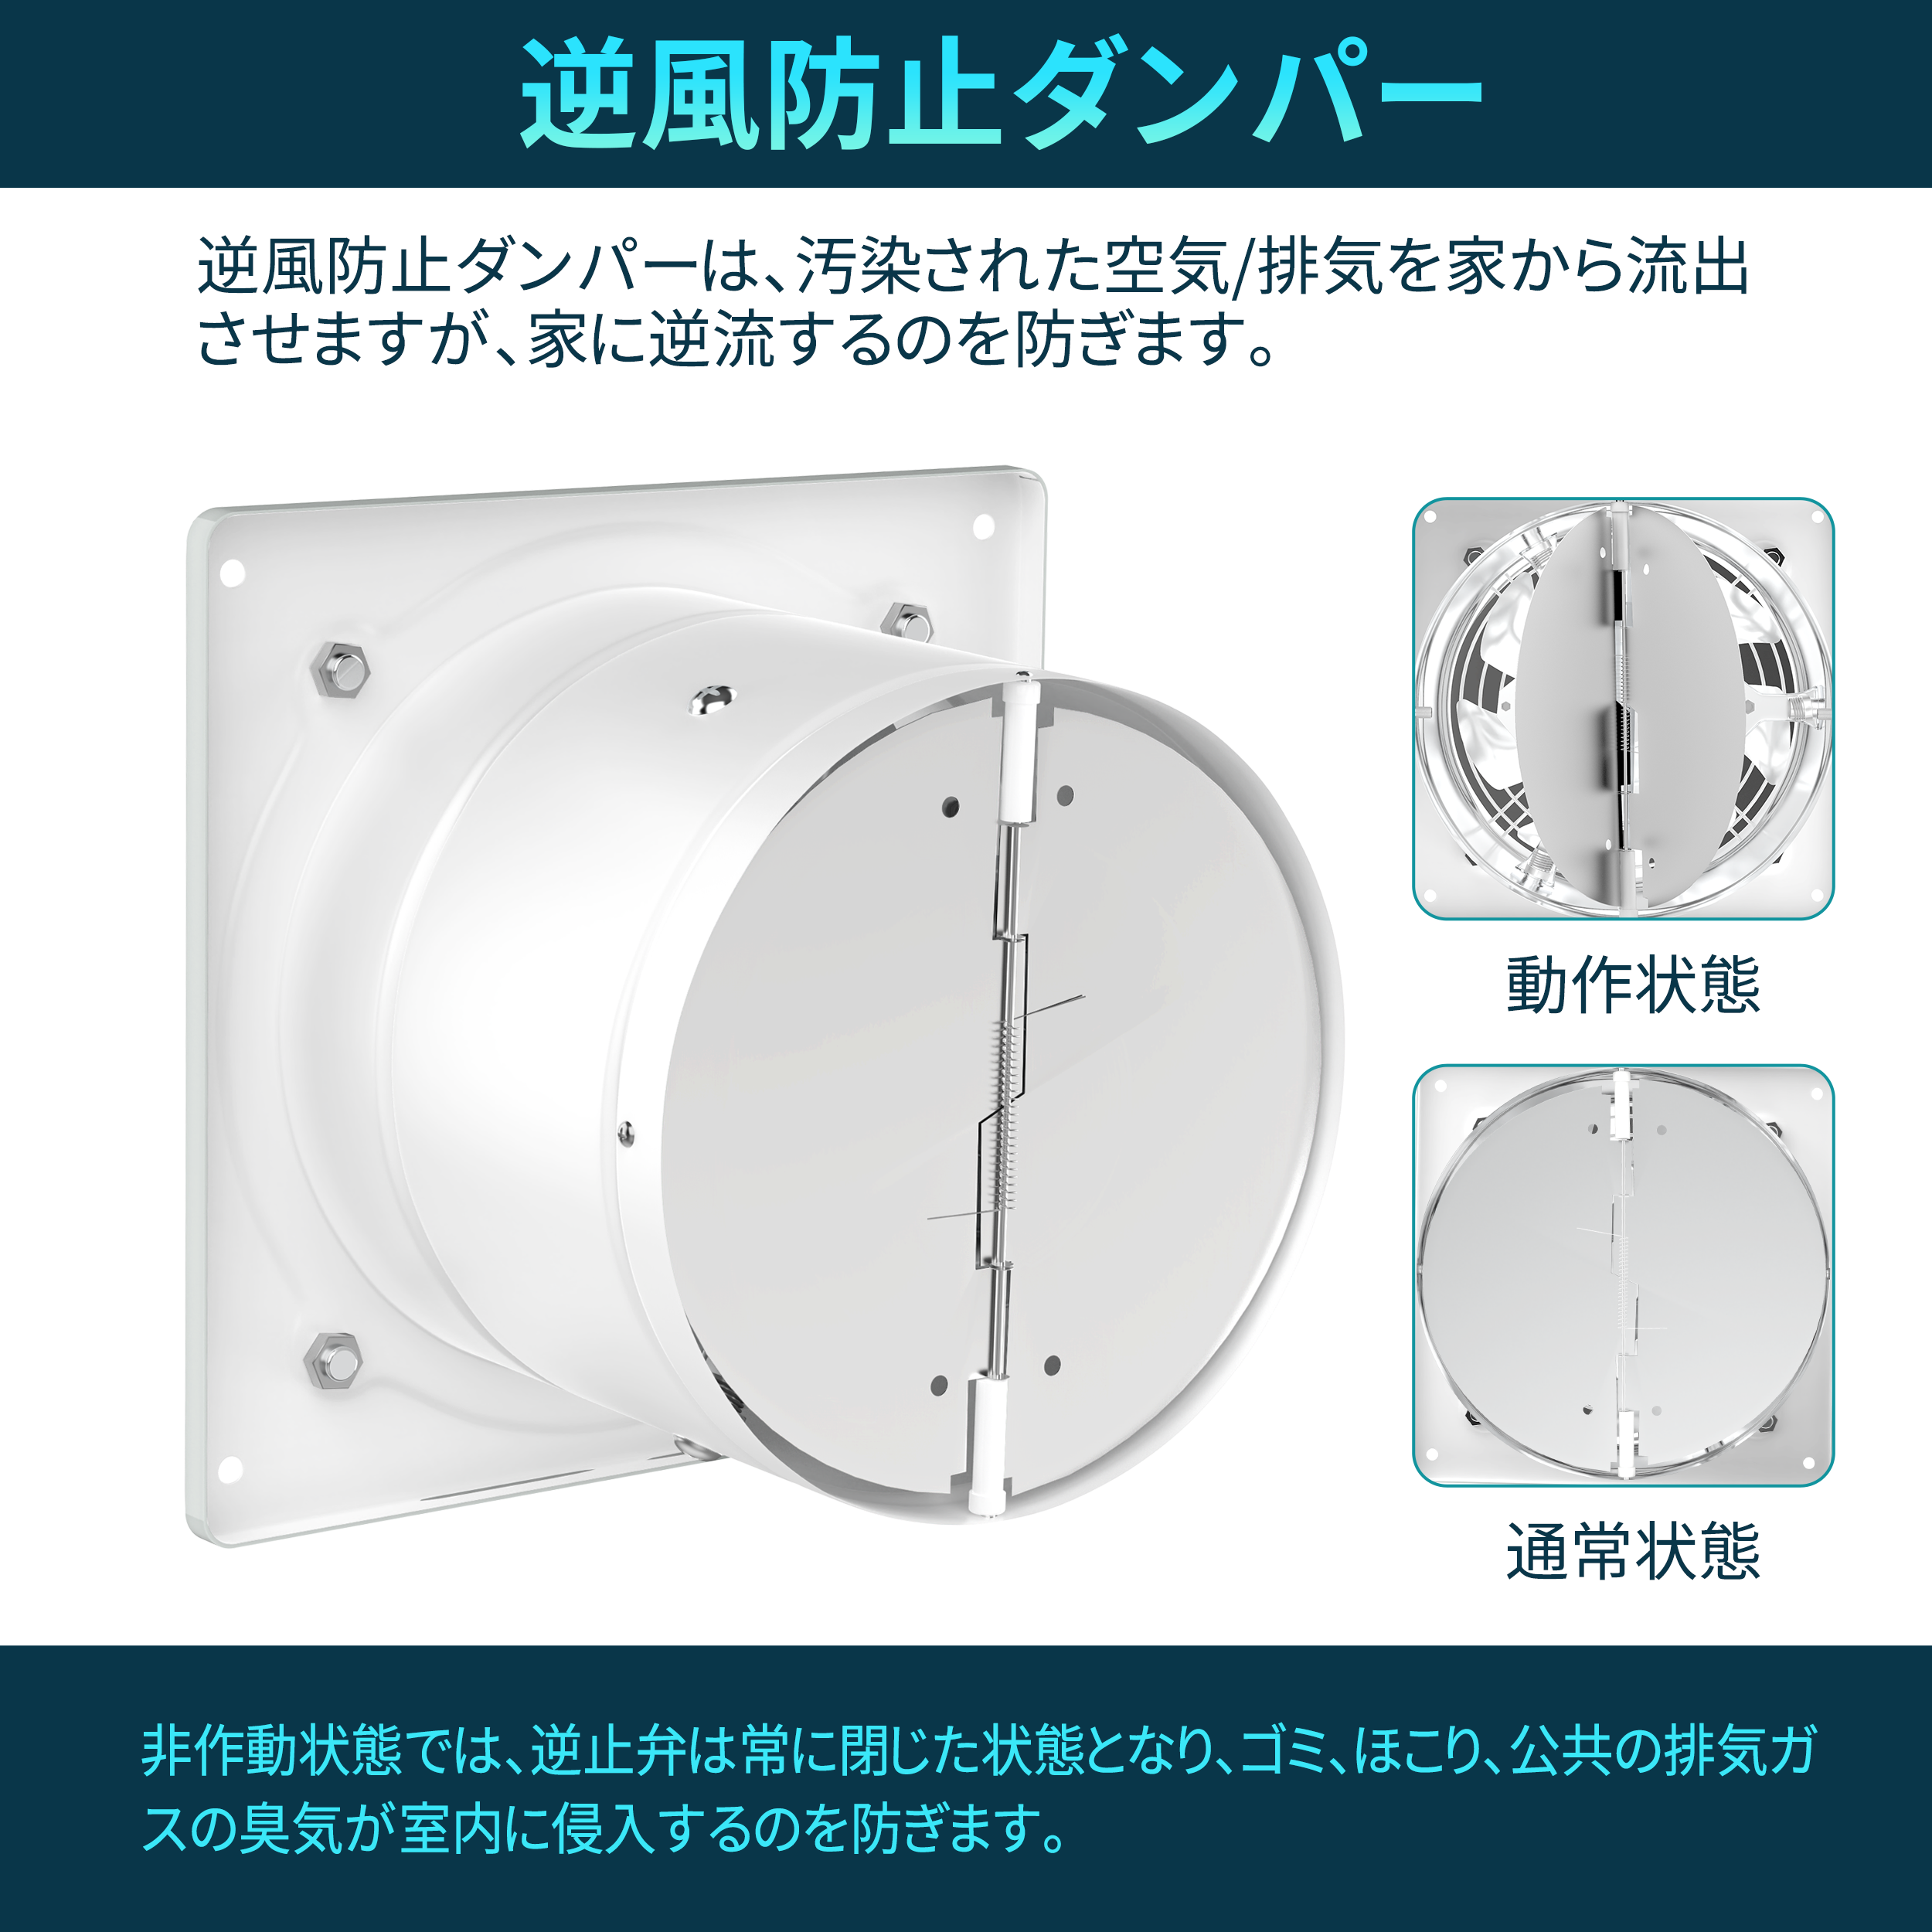 逆風防止ダンパー
逆風防止ダンパーは、汚染された空気/排気を家から流出
させますが、家に逆流するのを防ぎます。
動作状態
通常状態
非作動状態では、逆止弁は常に閉じた状態となり、ゴミ、ほこり、公共の排気ガ
スの臭気が室内に侵入するのを防ぎます。